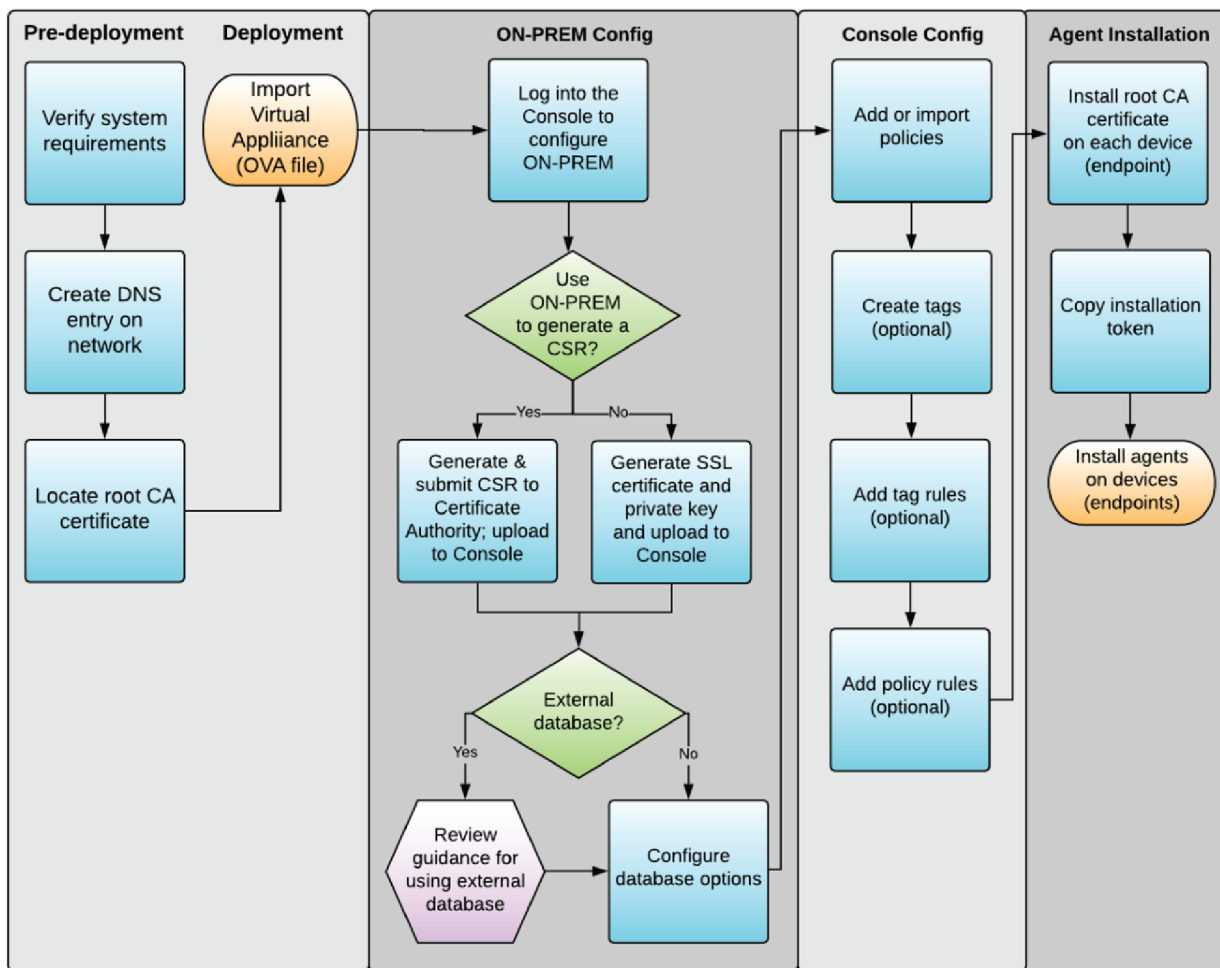 Pre-deployment
Verify system
requirements
Create DNS
entry on
network
Locate root CA
certificate
Deployment
Import
Virtual
Appliiance
(OVA file)
ON-PREM Config
Log into the
Console to
configure
ON-PREM
Use
ON-PREM
to generate a
CSR?
Yes
No
Generate &
submit CSR to
Certificate
Authority; upload
to Console
Generate SSL
certificate and
private key
and upload to
Console
External
database?
Yes
No
Review
guidance for
using external
database
Configure
database options
Console Config
Add or import
policies
Create tags
(optional)
Add tag rules
(optional)
Add policy rules
(optional)
Agent Installation
Install root CA
certificate
on each device
(endpoint)
Copy installation
token
Install agents
on devices
(endpoints)